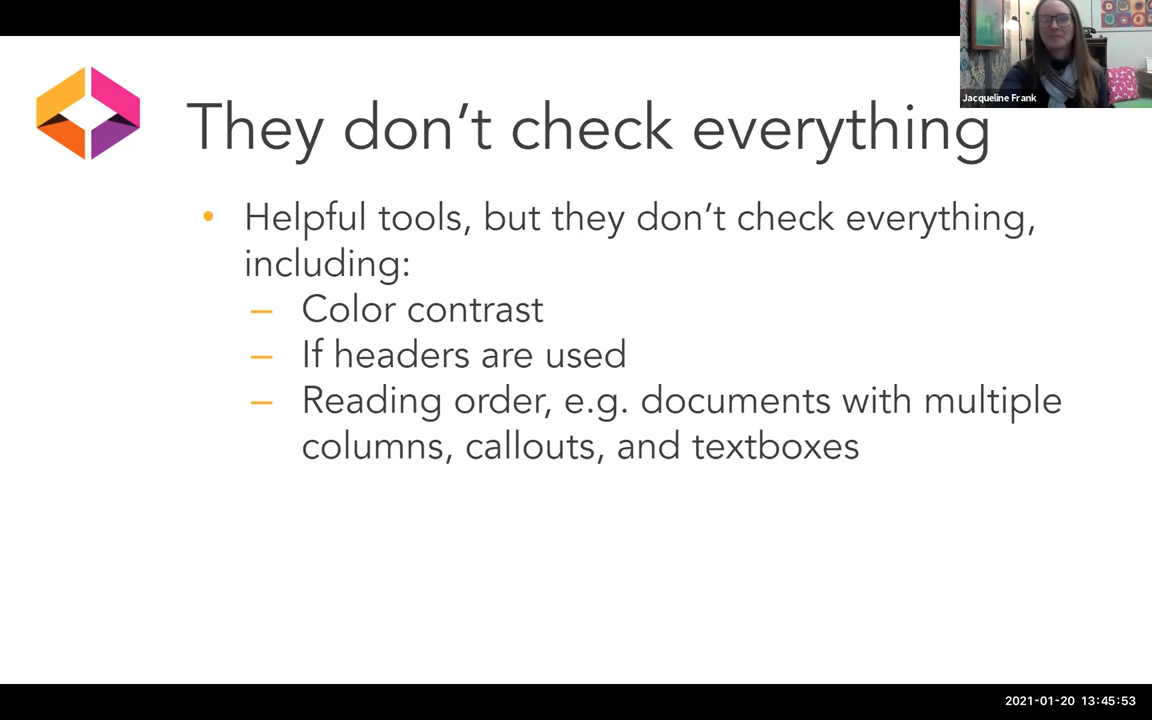 Jacqueline Frank
They don't check everything
• Helpful tools, but they don't check everything,
including:
– Color contrast
– If headers are used
– Reading order, e.g. documents with multiple
columns, callouts, and textboxes
2021-01-20 13:45:53